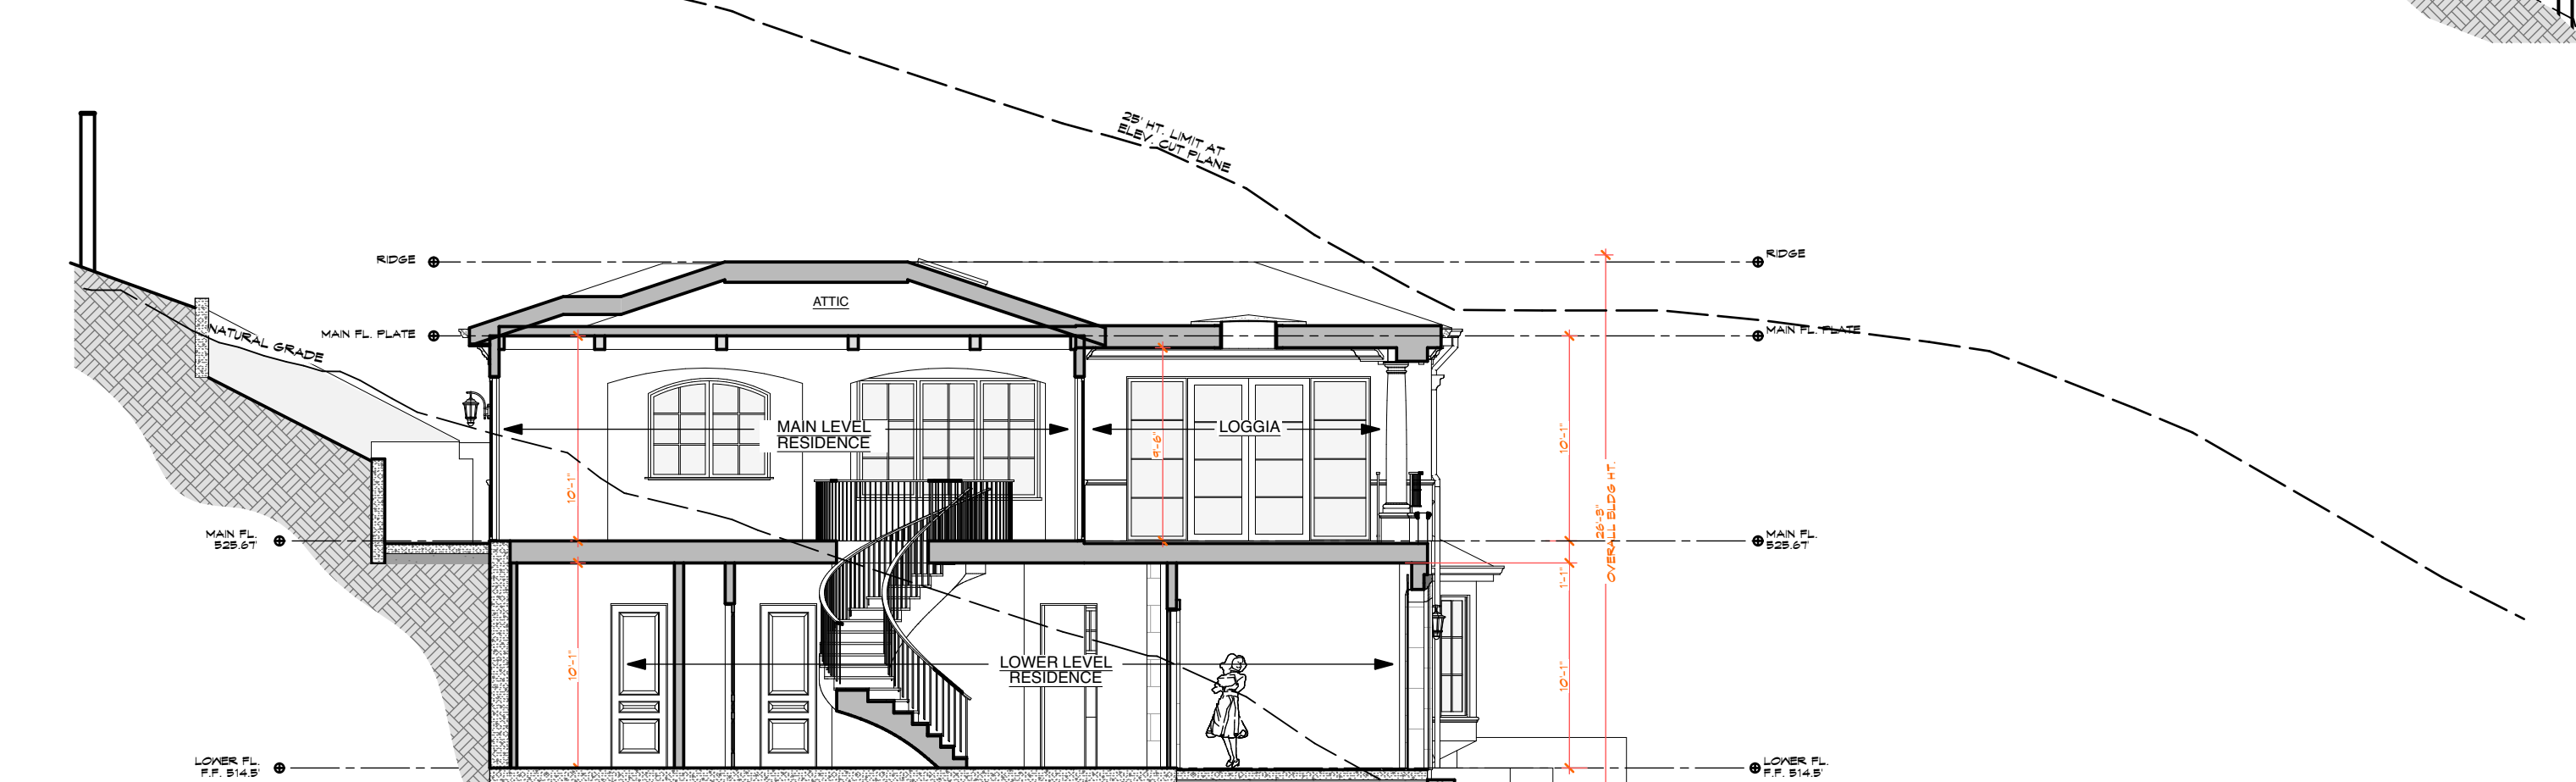 25' HT. LIMIT AT
ELEV. CUT PLANE
RIDGE
RIDGE
ATTIC
MAIN FL. PLATE
MAIN FL. PLATE
NATURAL GRADE
MAIN LEVEL
RESIDENCE
LOGGIA
9'-6"
10'-1"
10'-1"
26'-8"
OVERALL BLDG HT.
MAIN FL.
525.67'
MAIN FL.
525.67'
1'-1"
LOWER LEVEL
RESIDENCE
10'-1"
10'-1"
LOWER FL.
F.F. 514.5'
LOWER FL.
F.F. 514.5'